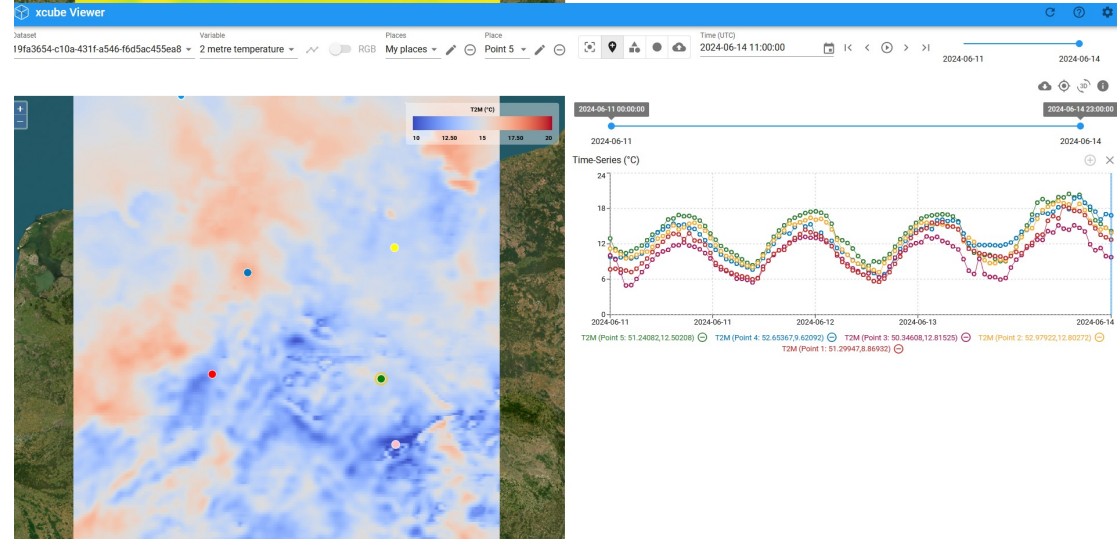 xcube Viewer
Dataset
19fa3654-c10a-431f-a546-f6d5ac455ea8
Variable
2 metre temperature
RGB
Places
My places
Place
Point 5
Time (UTC)
2024-06-14 11:00:00
2024-06-11
2024-06-14
3D
+
−
T2M (°C)
10 12.50 15 17.50 20
2024-06-11 00:00:00
2024-06-14 23:00:00
2024-06-11
2024-06-14
Time-Series (°C)
24
18
12
6
0
2024-06-11 2024-06-11 2024-06-12 2024-06-13 2024-06-14
T2M (Point 5: 51.24082,12.50208) T2M (Point 4: 52.65367,9.62092) T2M (Point 3: 50.34608,12.81525) T2M (Point 2: 52.97922,12.80272)
T2M (Point 1: 51.29947,8.86932)